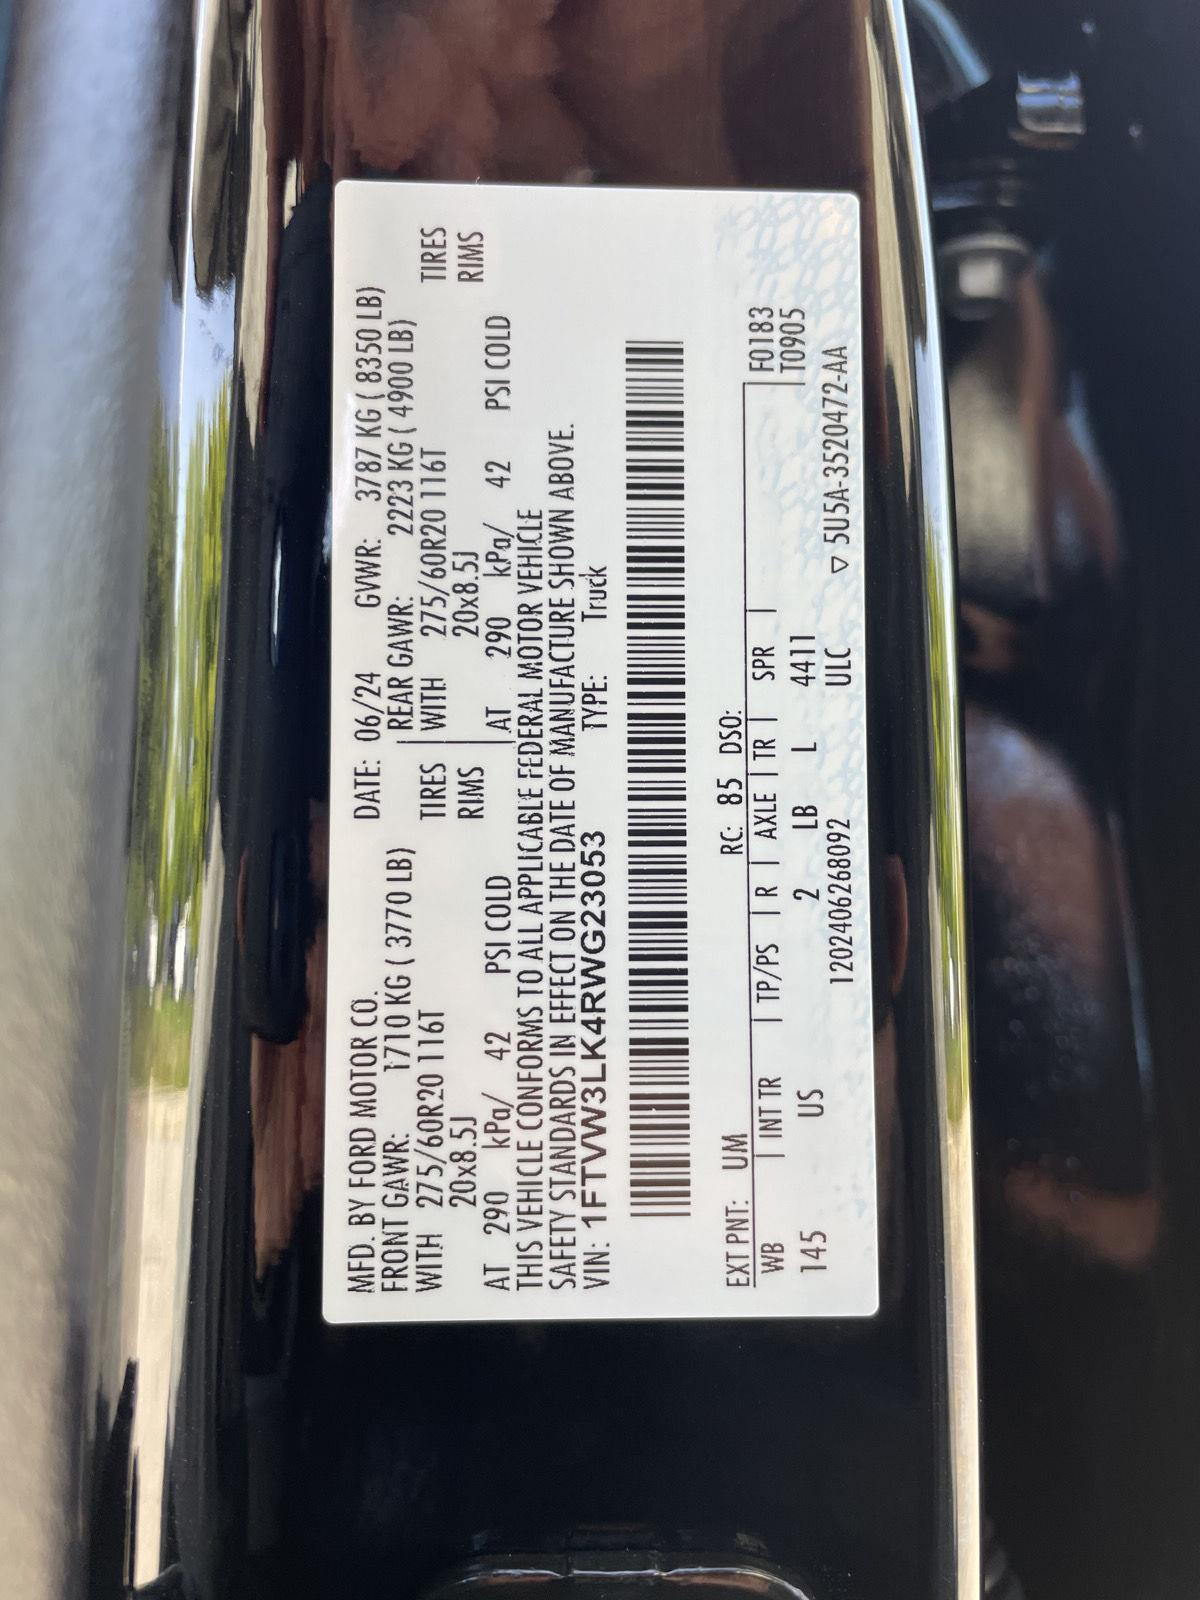 MFD. BY FORD MOTOR CO. DATE: 06/24 GVWR: 3787 KG ( 8350 LB)
FRONT GAWR: 1710 KG ( 3770 LB) REAR GAWR: 2223 KG ( 4900 LB)
WITH 275/60R20 116T TIRES WITH 275/60R20 116T TIRES
20x8.5J RIMS 20x8.5J RIMS
AT 290 kPa/ 42 PSI COLD AT 290 kPa/ 42 PSI COLD
THIS VEHICLE CONFORMS TO ALL APPLICABLE FEDERAL MOTOR VEHICLE
SAFETY STANDARDS IN EFFECT ON THE DATE OF MANUFACTURE SHOWN ABOVE.
VIN: 1FTVW3LK4RWG23053 TYPE: Truck
EXT PNT: UM RC: 85 DSO:
WB INT TR TP/PS R AXLE TR SPR F0183
145 US 2 LB L 4411 T0905
1202406268092 ULC ▽ 5U5A-3520472-AA